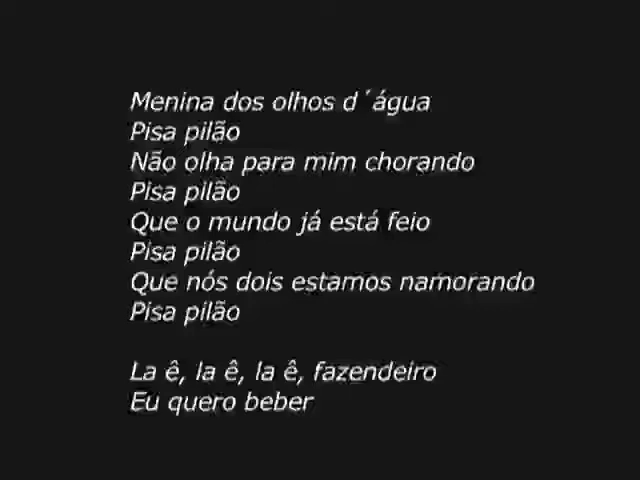 Menina dos olhos d´água
Pisa pilão
Não olha para mim chorando
Pisa pilão
Que o mundo já está feio
Pisa pilão
Que nós dois estamos namorando
Pisa pilão
La ê, la ê, la ê, fazendeiro
Eu quero beber